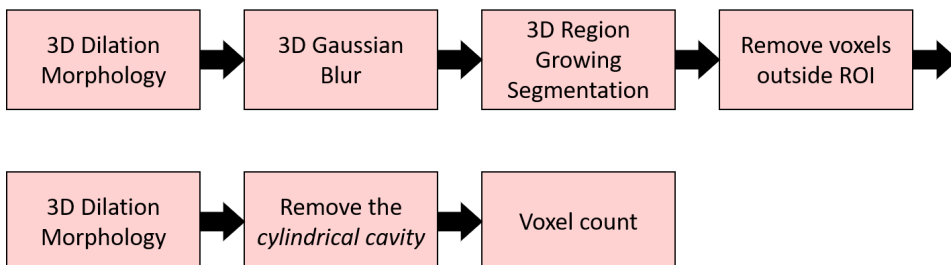 3D Dilation
Morphology
3D Gaussian
Blur
3D Region
Growing
Segmentation
Remove voxels
outside ROI
3D Dilation
Morphology
Remove the
cylindrical cavity
Voxel count